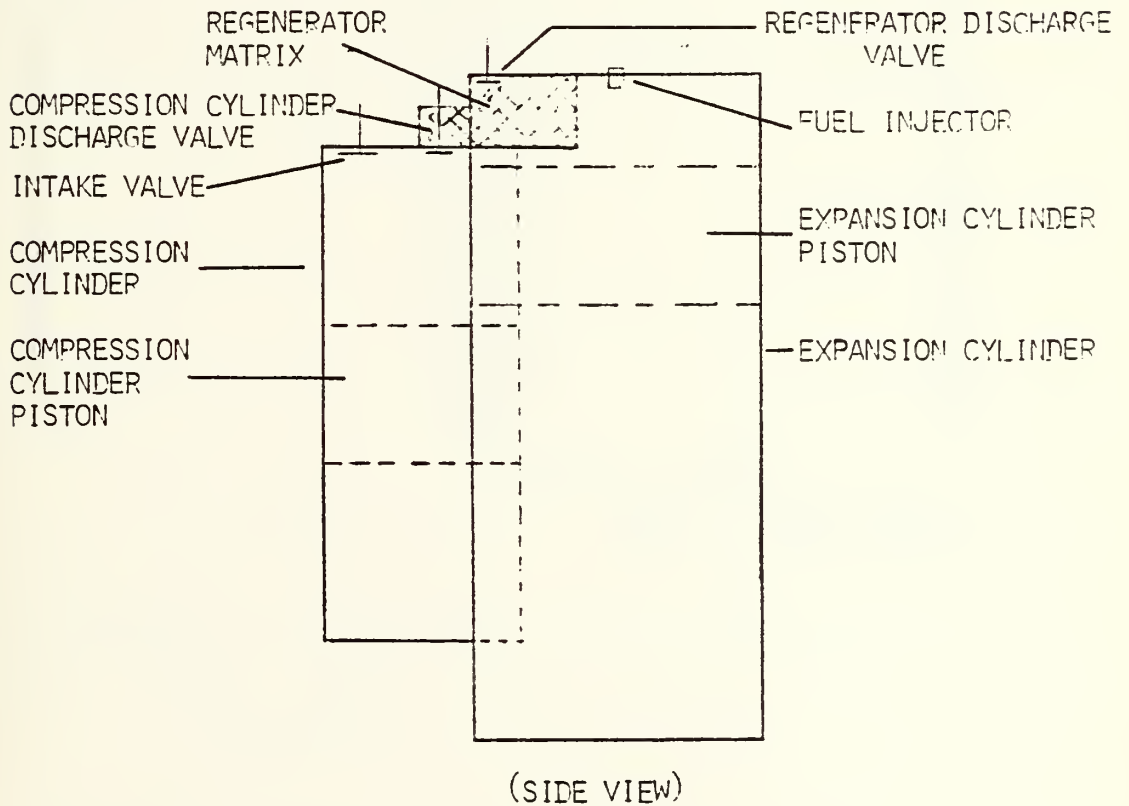 REGENERATOR
MATRIX
REGENERATOR DISCHARGE
VALVE
COMPRESSION CYLINDER
DISCHARGE VALVE
FUEL INJECTOR
INTAKE VALVE
EXPANSION CYLINDER
PISTON
COMPRESSION
CYLINDER
EXPANSION CYLINDER
COMPRESSION
CYLINDER
PISTON
(SIDE VIEW)